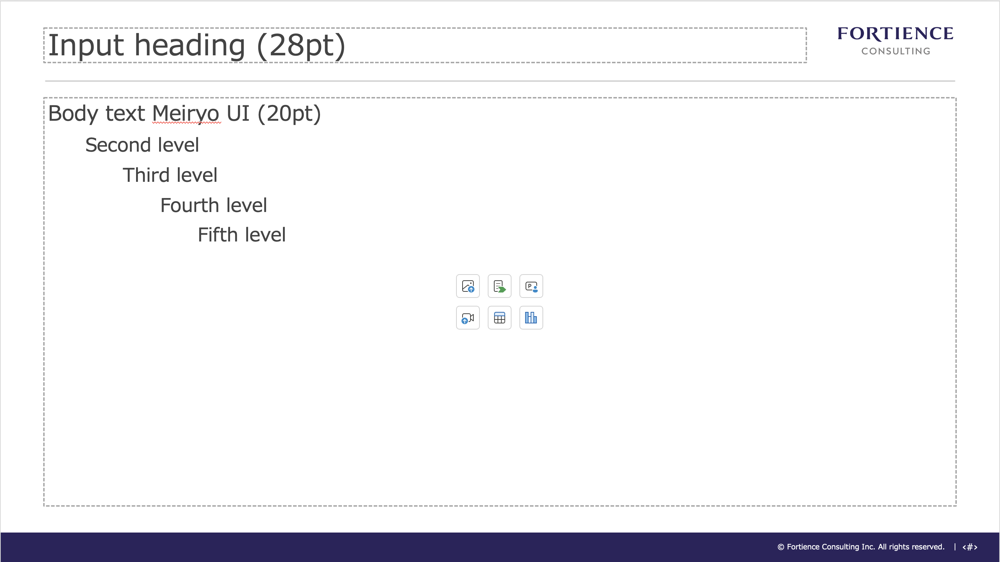 Input heading (28pt)
FORTIENCE
CONSULTING
Body text Meiryo UI (20pt)
Second level
Third level
Fourth level
Fifth level
P
© Fortience Consulting Inc. All rights reserved. | ‹#›